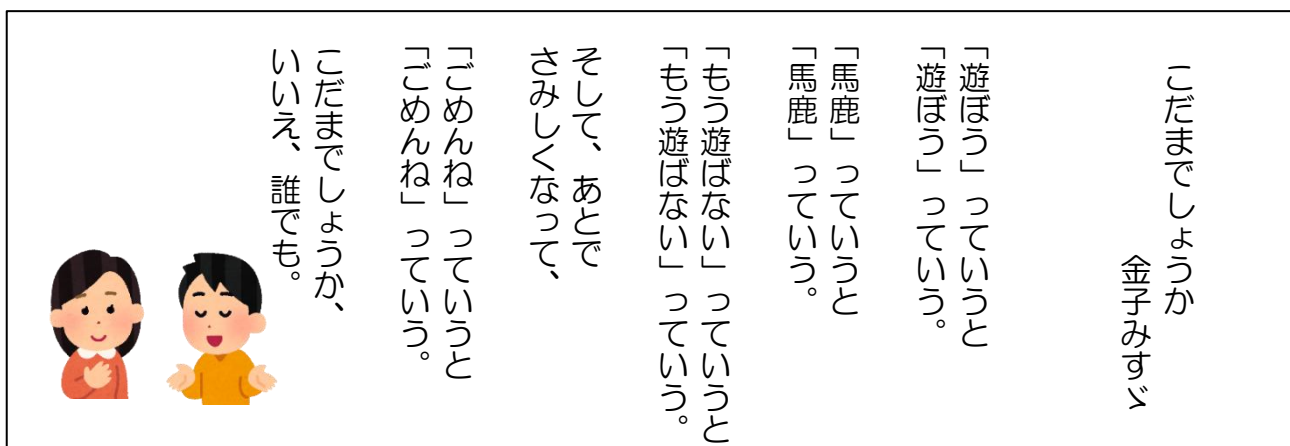 こだまでしょうか
金子みすゞ
「遊ぼう」っていうと
「遊ぼう」っていう。
「馬鹿」っていうと
「馬鹿」っていう。
「もう遊ばない」っていうと
「もう遊ばない」っていう。
そして、あとで
さみしくなって、
「ごめんね」っていうと
「ごめんね」っていう。
こだまでしょうか、
いいえ、誰でも。